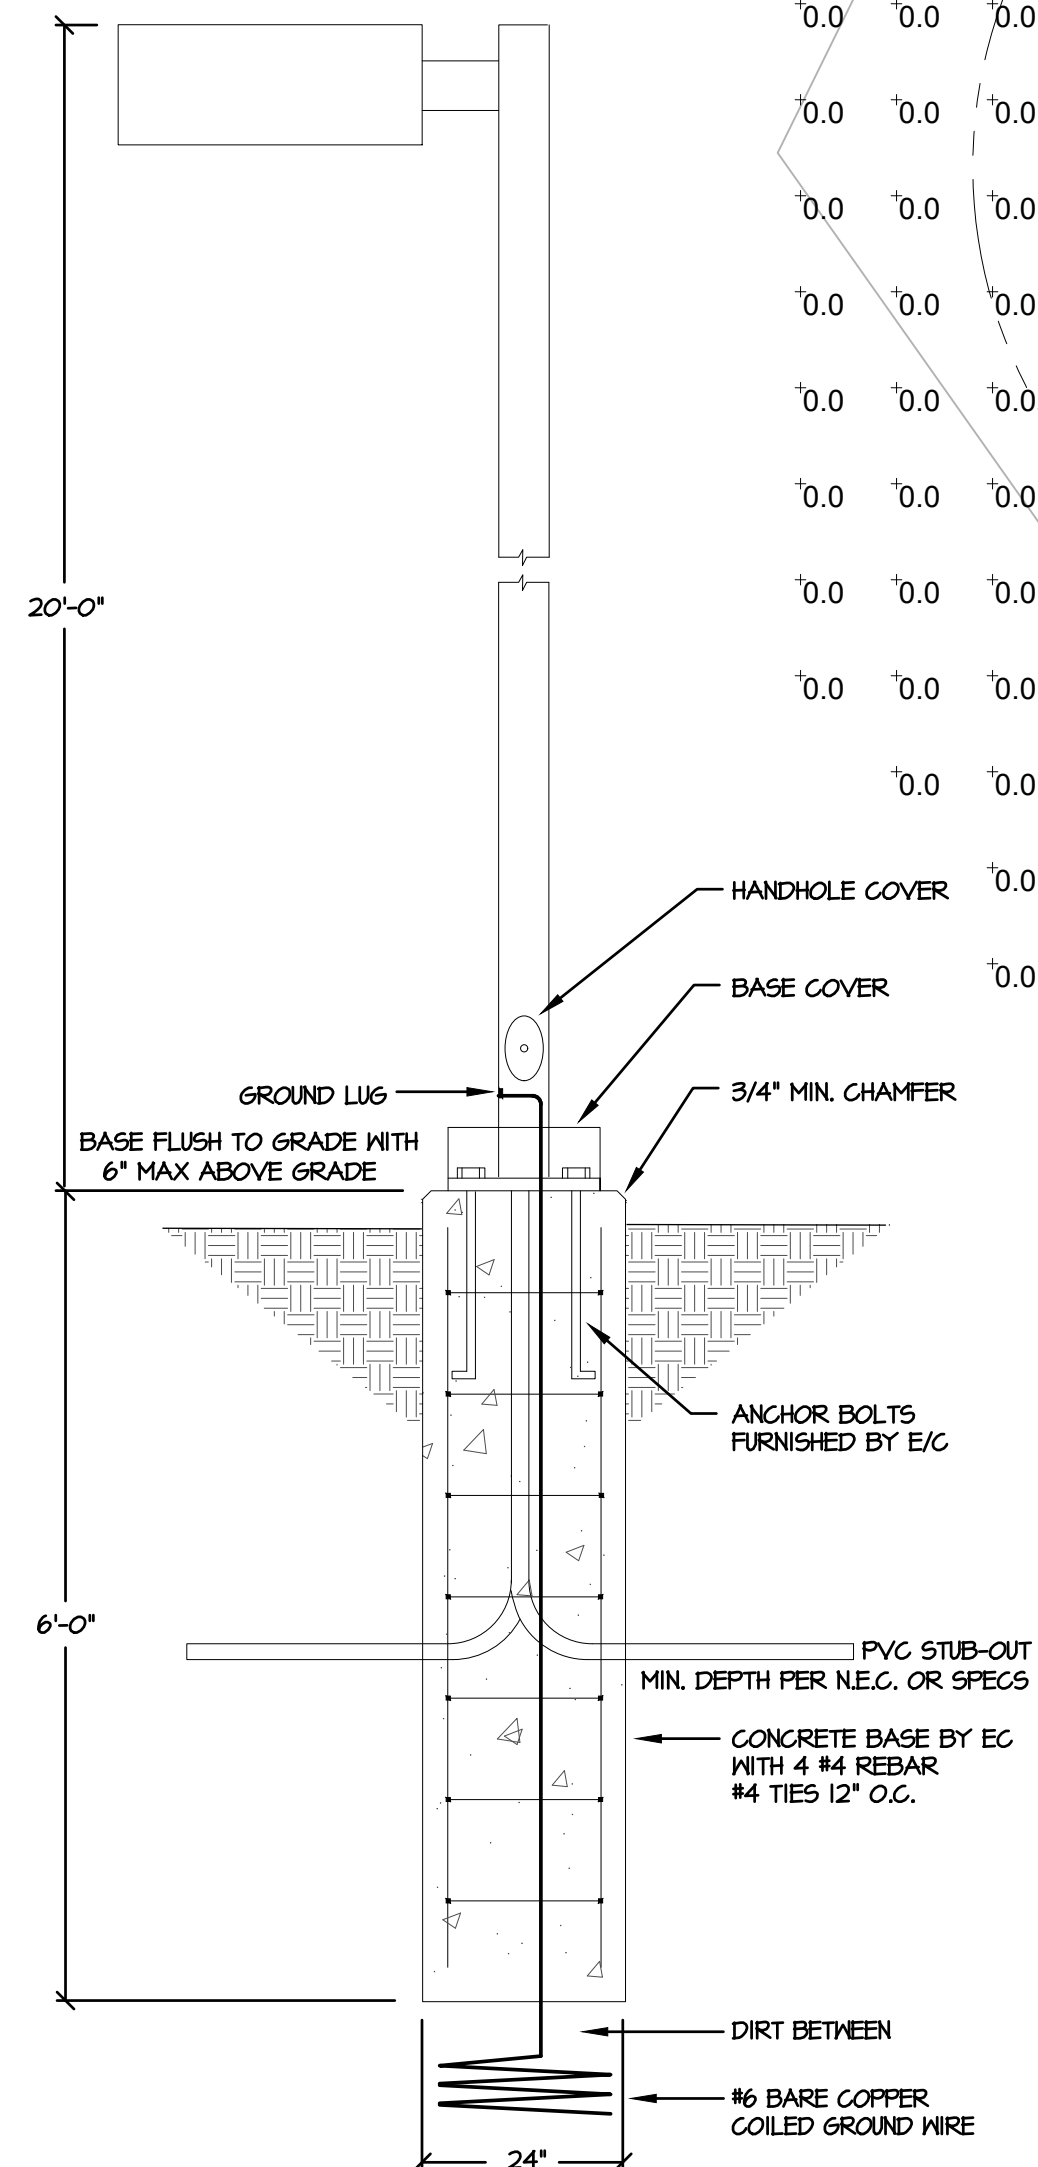 0.0 0.0 0.0
0.0 0.0 0.0
0.0 0.0 0.0
0.0 0.0 0.0
0.0 0.0 0.0
0.0 0.0 0.0
0.0 0.0 0.0
20'-0"
0.0 0.0 0.0
0.0 0.0
HANDHOLE COVER
0.0
BASE COVER
0.0
GROUND LUG
3/4" MIN. CHAMFER
BASE FLUSH TO GRADE WITH
6" MAX ABOVE GRADE
ANCHOR BOLTS
FURNISHED BY E/C
6'-0"
PVC STUB-OUT
MIN. DEPTH PER N.E.C. OR SPECS
CONCRETE BASE BY EC
WITH 4 #4 REBAR
#4 TIES 12" O.C.
DIRT BETWEEN
#6 BARE COPPER
COILED GROUND WIRE
24"